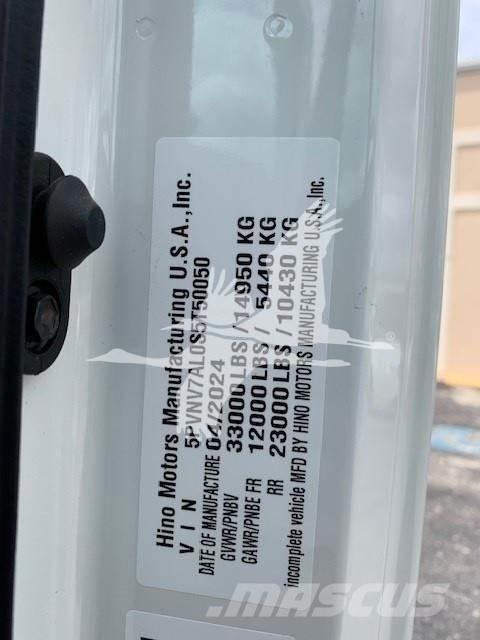 Hino Motors Manufacturing U.S.A.,Inc.
VIN 5PVNV7AL0S5T50050
DATE OF MANUFACTURE 04/2024
GVWR/PNBV 33000 LBS / 14950 KG
GAWR/PNBE FR 12000 LBS / 5440 KG
RR 23000 LBS / 10430 KG
incomplete vehicle MFD BY HINO MOTORS MANUFACTURING U.S.A.,Inc.
MASCUS